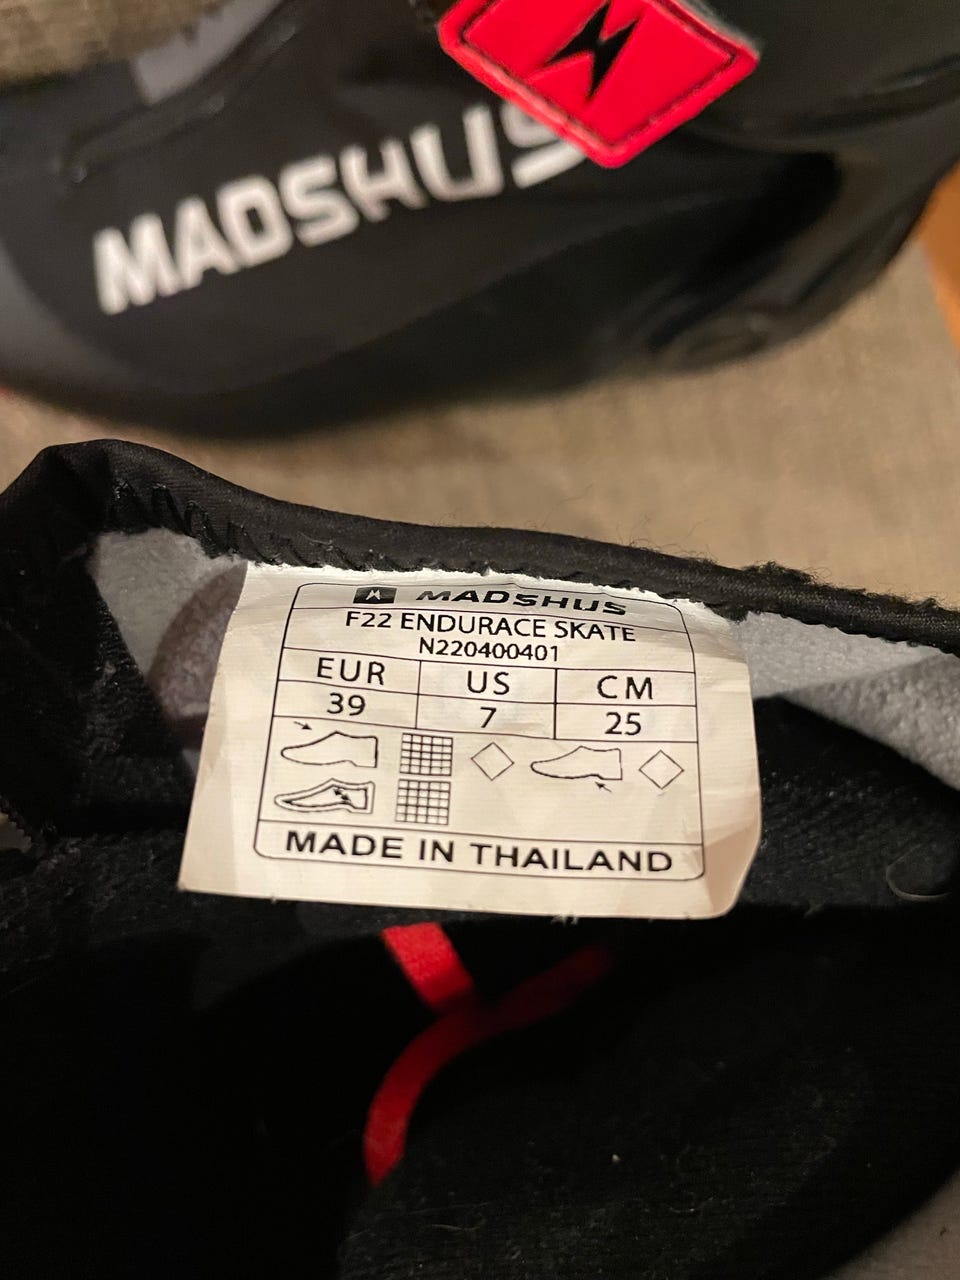 MADSHUS
MADSHUS
F22 ENDURACE SKATE
N220400401
EUR US CM
39 7 25
MADE IN THAILAND